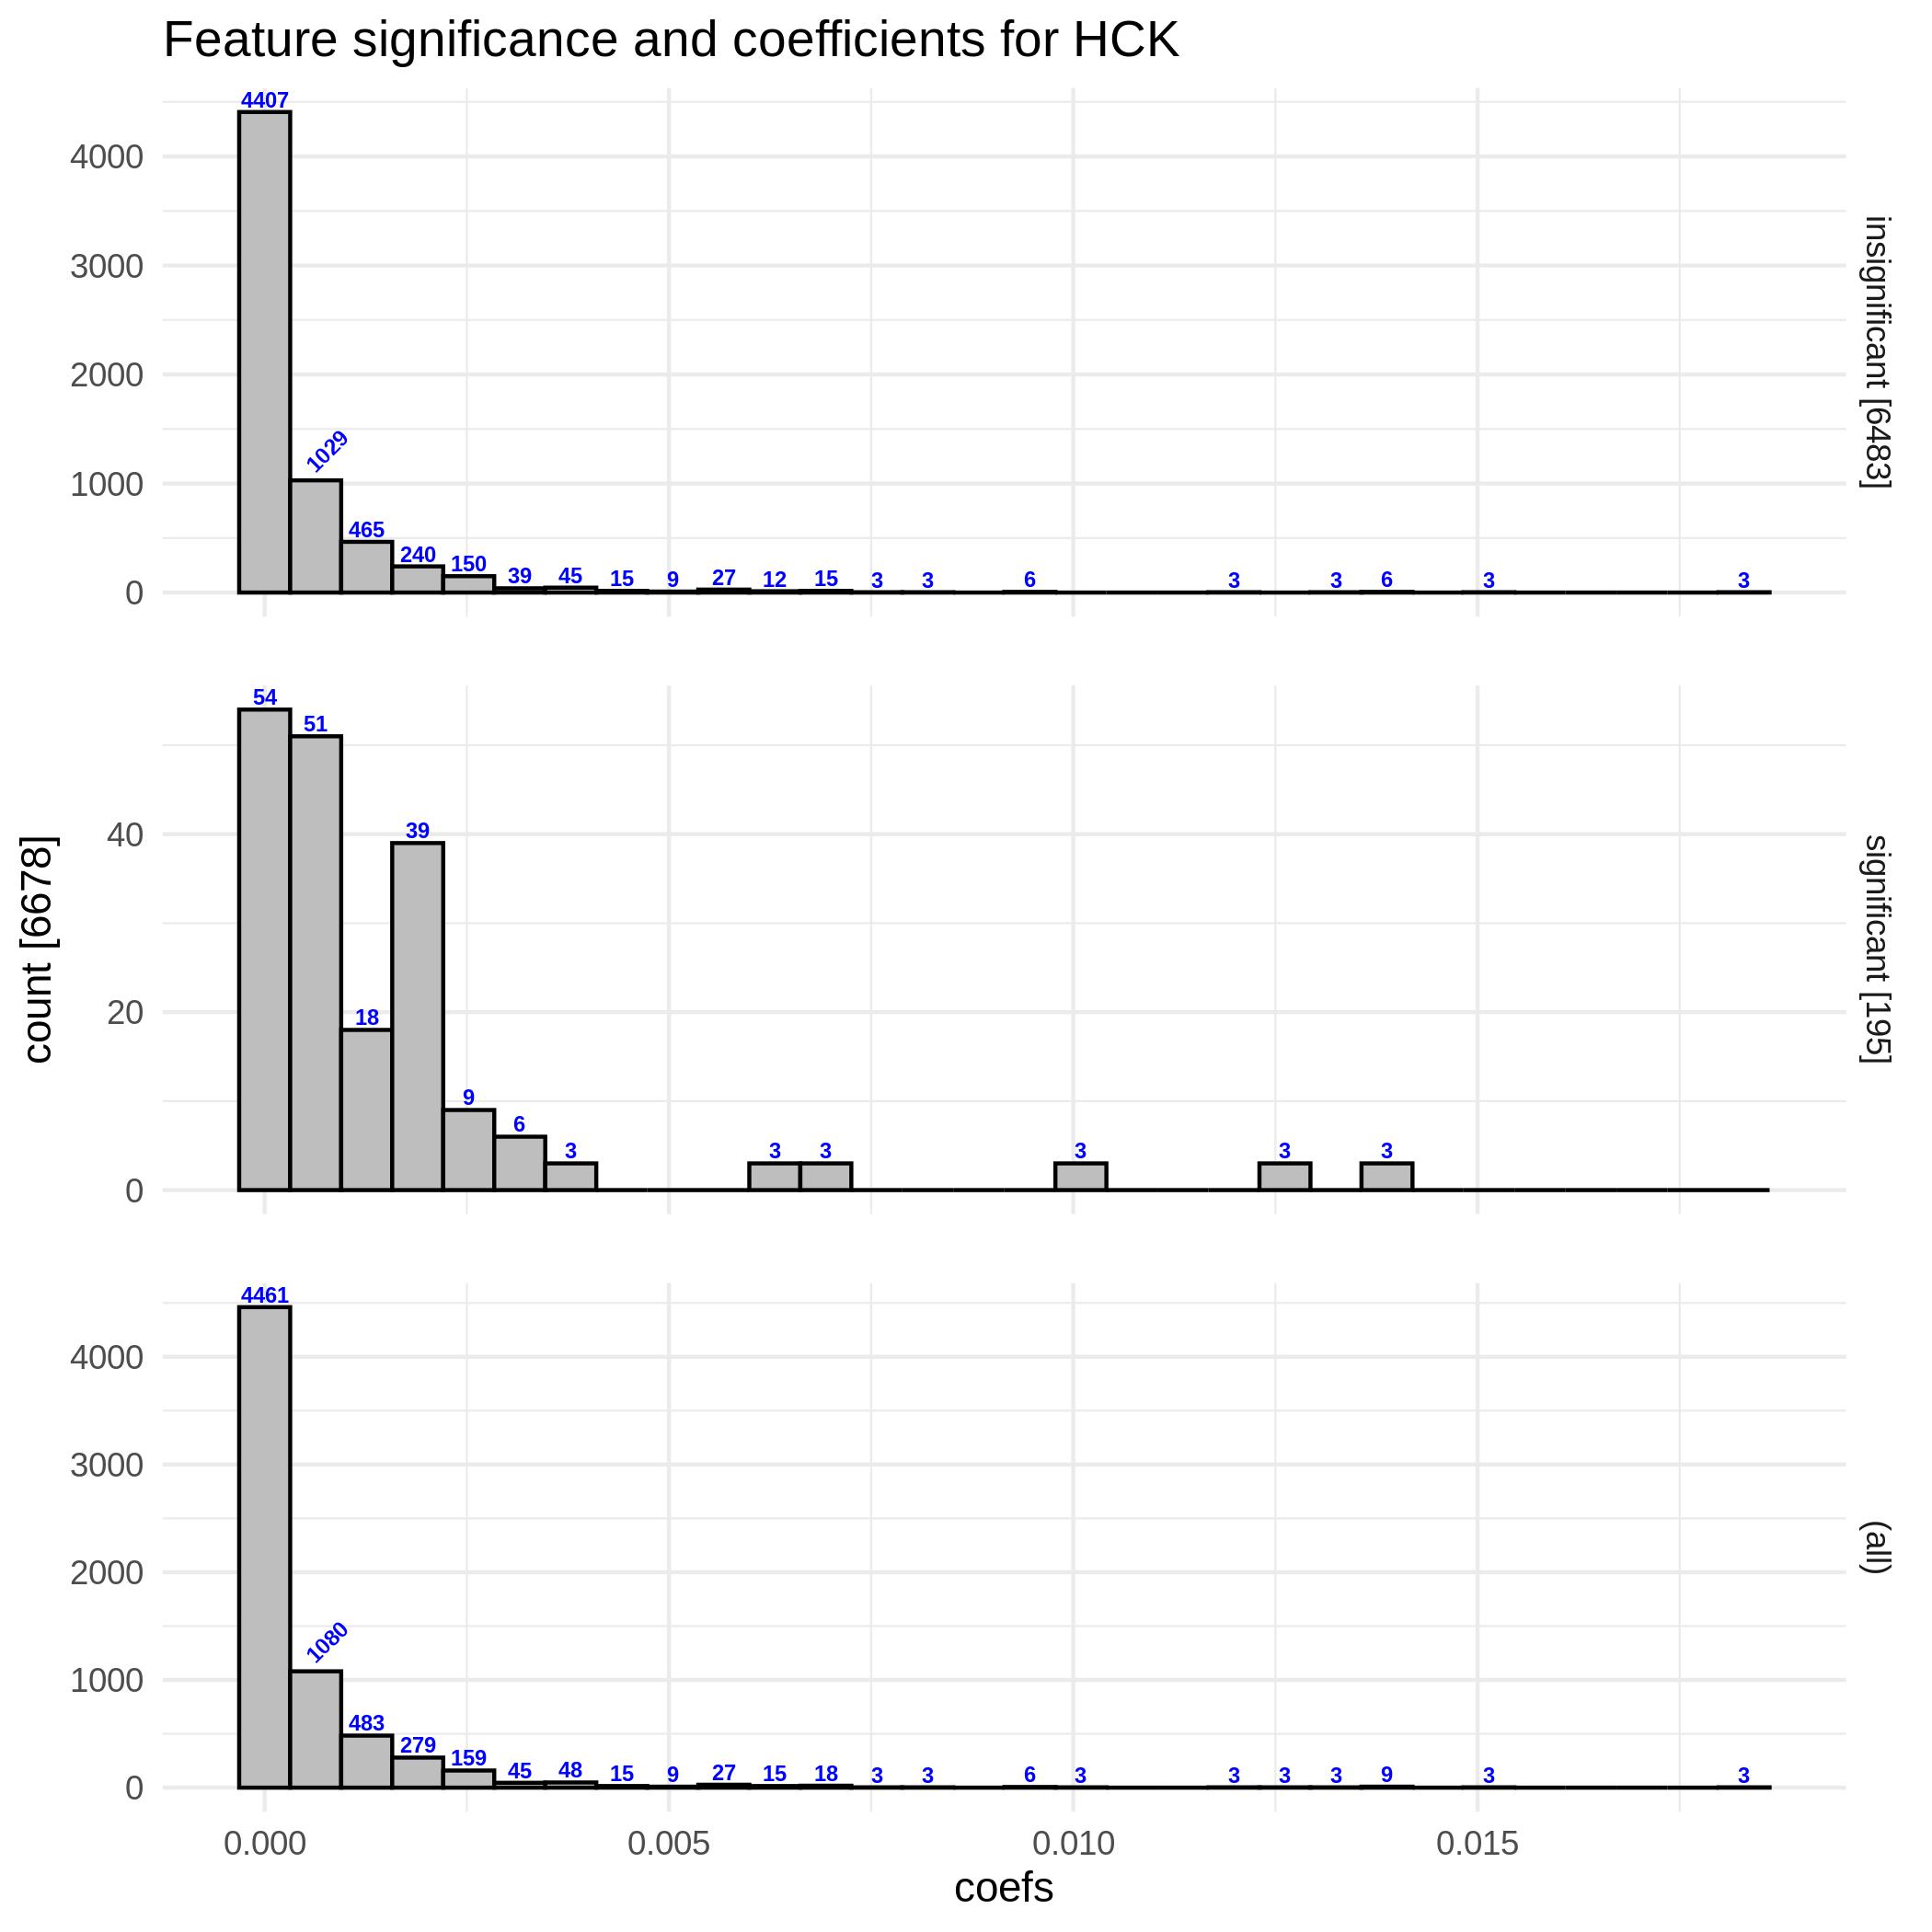 Feature significance and coefficients for HCK
4407
4000
3000
2000
1029
1000
465
240
150
39 45 15 9 27 12 15 3 3 6 3 3 6 3 3
0
insignificant [6483]
54
51
40
39
20
18
9
6
3 3 3 3 3 3
0
significant [195]
count [6678]
4461
4000
3000
2000
1080
1000
483
279
159
45 48 15 9 27 15 18 3 3 6 3 3 3 3 9 3 3
0
(all)
0.000 0.005 0.010 0.015
coefs